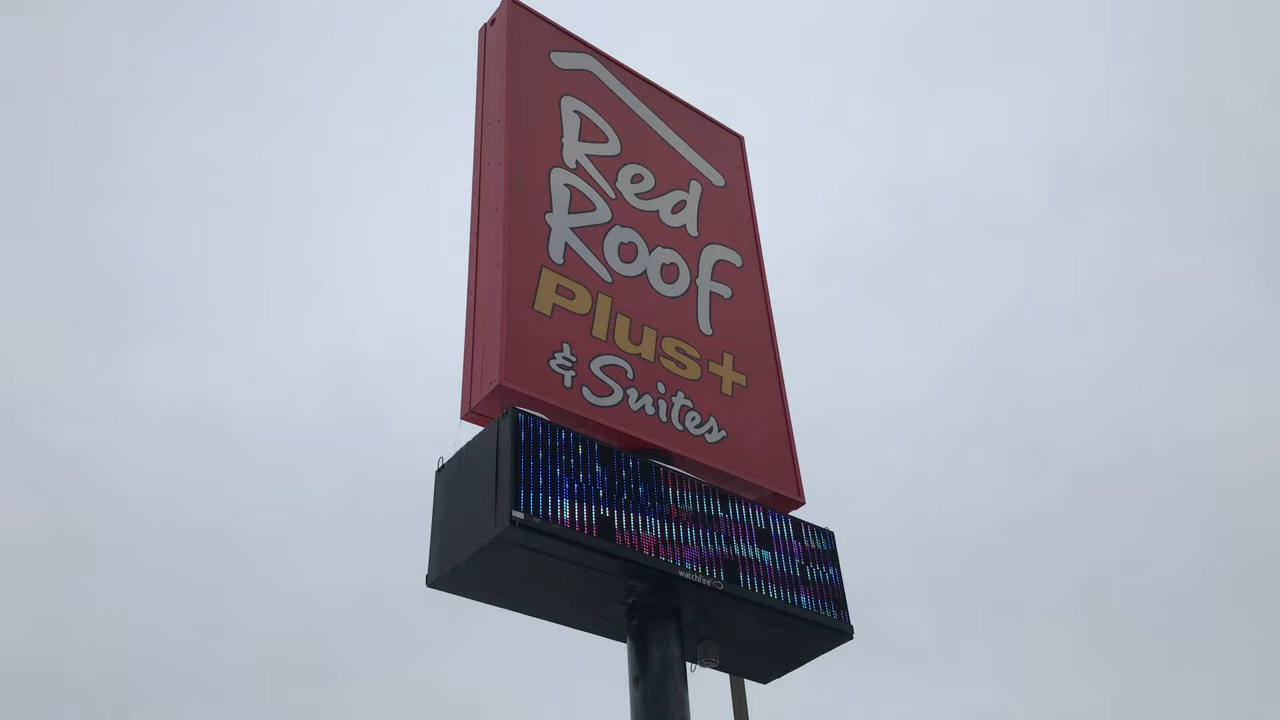 Red
Roof
Plus+
& Suites
watchfire